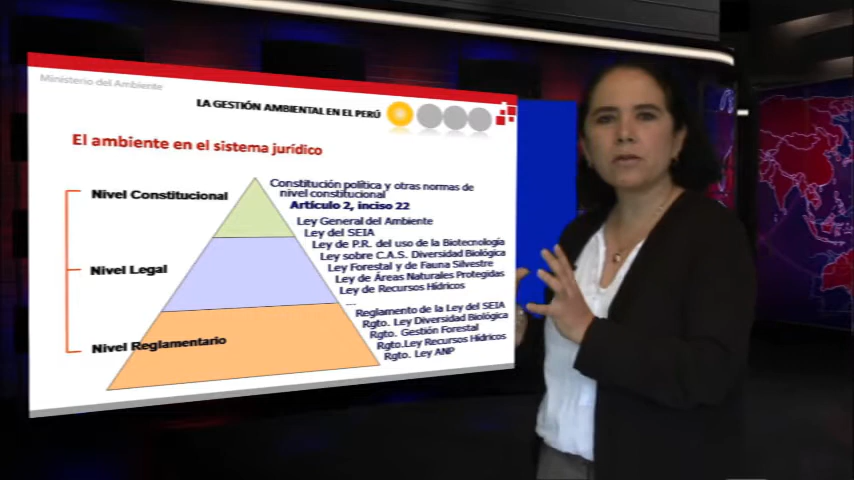 Ministerio del Ambiente
LA GESTIÓN AMBIENTAL EN EL PERÚ
El ambiente en el sistema jurídico
Nivel Constitucional
Constitución política y otras normas de
nivel constitucional
Artículo 2, inciso 22
Nivel Legal
Ley General del Ambiente
Ley del SEIA
Ley de P.R. del uso de la Biotecnología
Ley sobre C.A.S. Diversidad Biológica
Ley Forestal y de Fauna Silvestre
Ley de Áreas Naturales Protegidas
Ley de Recursos Hídricos
...
Nivel Reglamentario
Reglamento de la Ley del SEIA
Rgto. Ley Diversidad Biológica
Rgto. Gestión Forestal
Rgto.Ley Recursos Hídricos
Rgto. Ley ANP